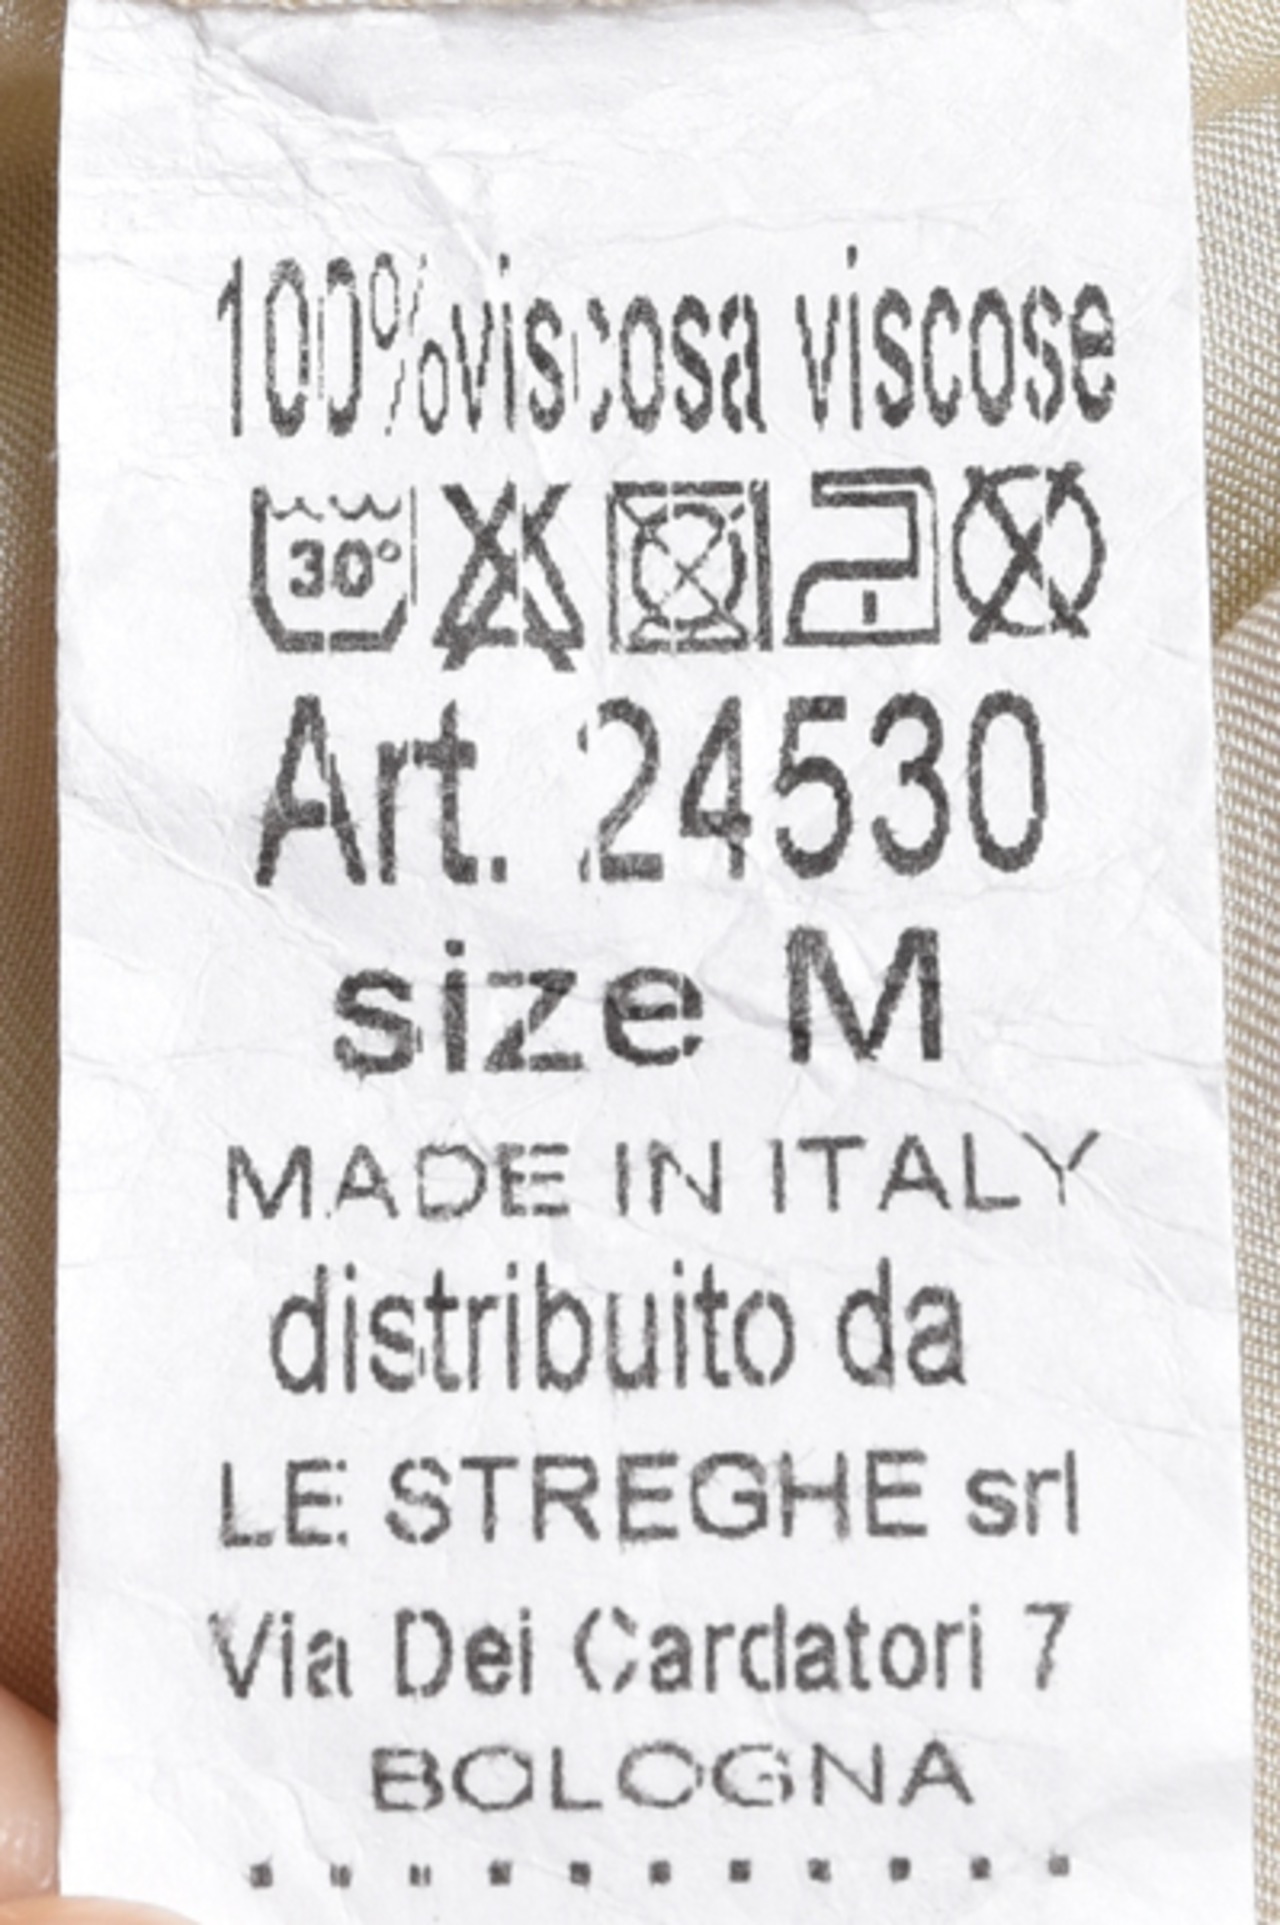 100%viscosa viscose
30°
Art. 24530
size M
MADE IN ITALY
distribuito da
LE STREGHE srl
Via Dei Cardatori 7
BOLOGNA